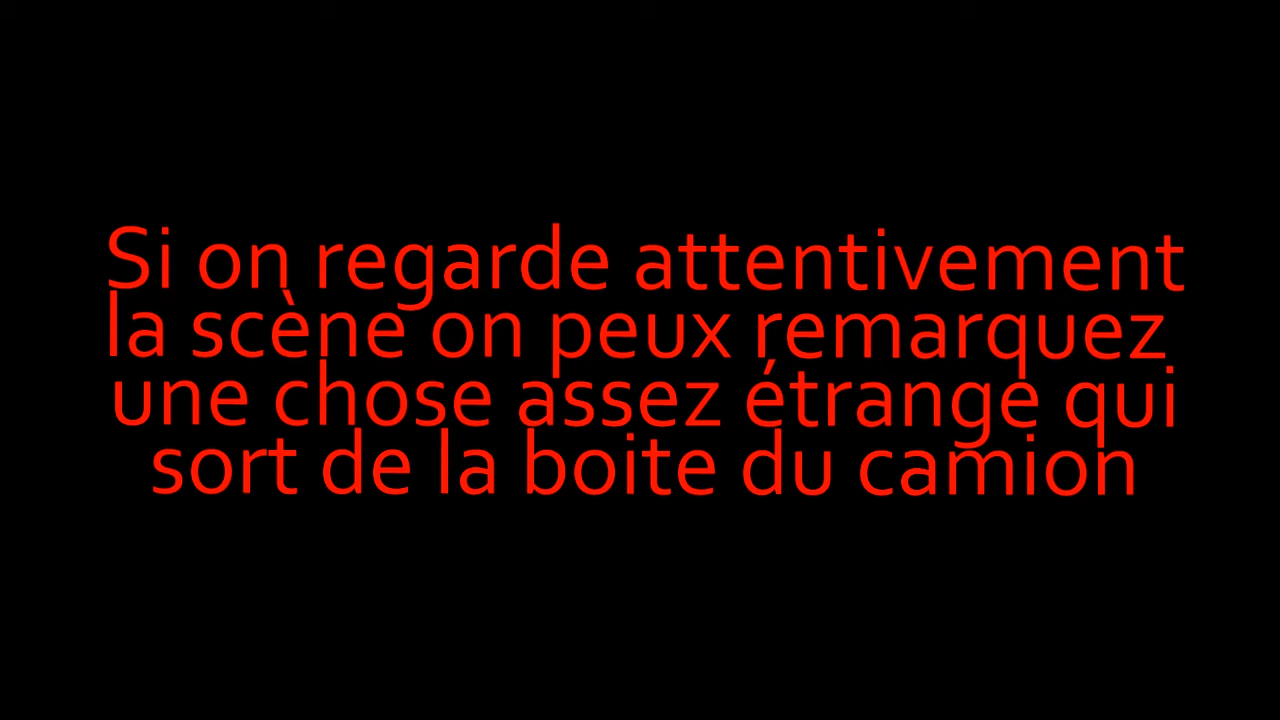 Si on regarde attentivement
la scène on peux remarquez
une chose assez étrange qui
sort de la boite du camion